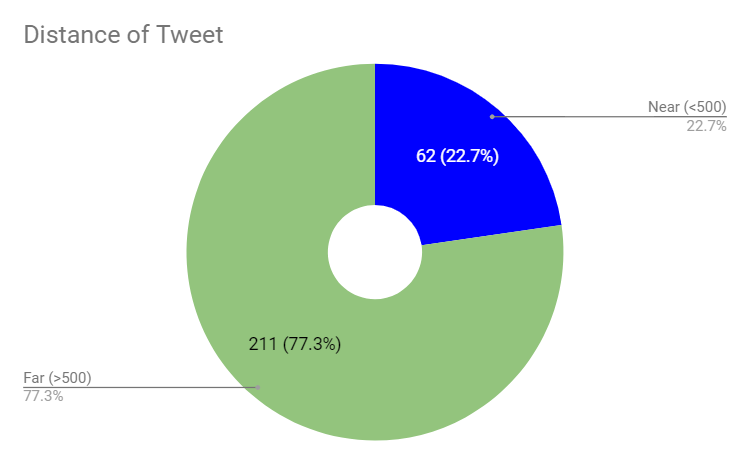 Distance of Tweet
Near (<500)
22.7%
62 (22.7%)
211 (77.3%)
Far (>500)
77.3%